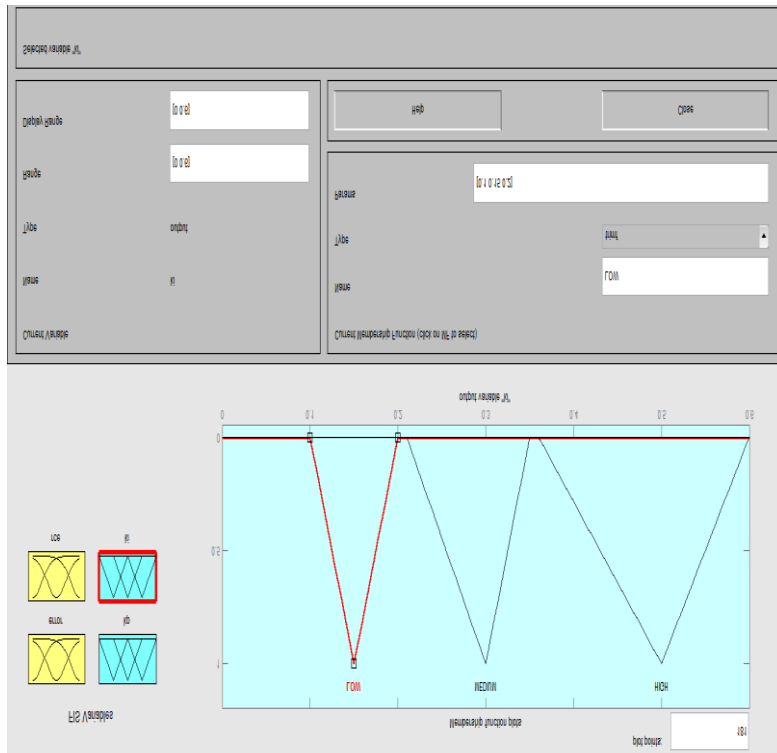 FIS Variables
Membership function plots
plot points:
181
error
kp
rce
ki
LOW
MEDIUM
HIGH
1
0.5
0
0
0.1
0.2
0.3
0.4
0.5
0.6
output variable "ki"
Current Variable
Name
ki
Type
output
Range
[0 0.6]
Display Range
[0 0.6]
Current Membership Function (click on MF to select)
Name
LOW
Type
trimf
Params
[0.1 0.15 0.2]
Help
Close
Selected variable "ki"